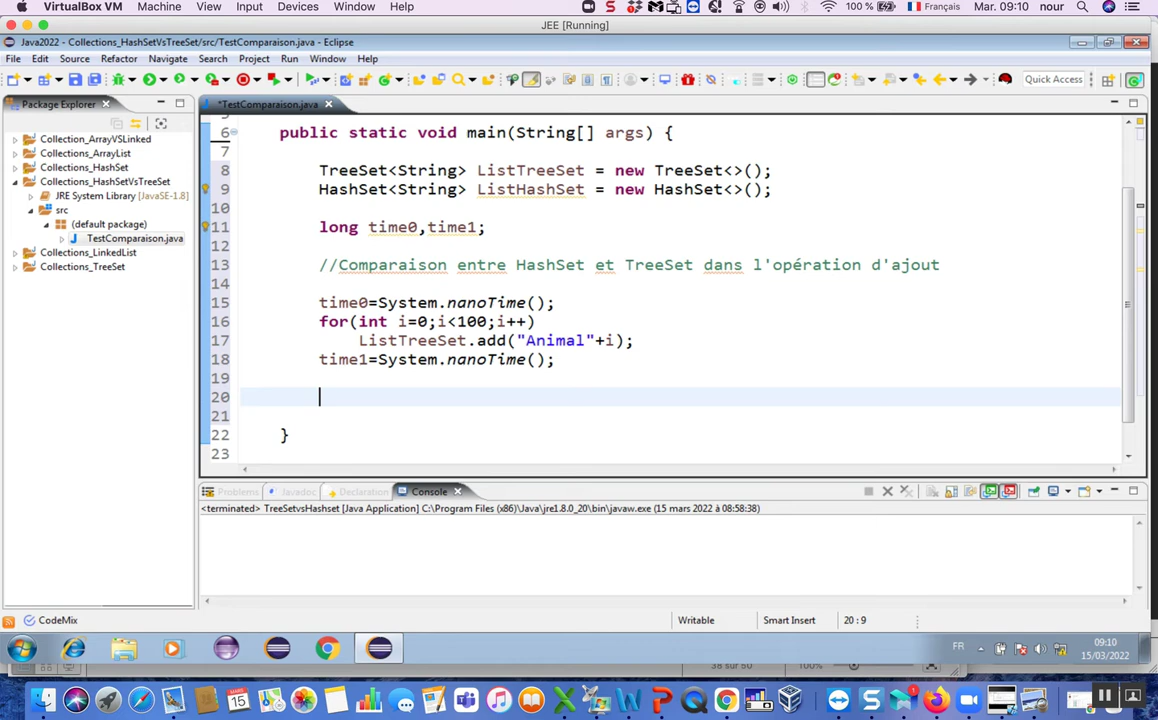 VirtualBox VM Machine View Input Devices Window Help 100 % Français Mar. 09:10 nour
JEE [Running]
Java2022 - Collections_HashSetVsTreeSet/src/TestComparaison.java - Eclipse
File Edit Source Refactor Navigate Search Project Run Window Help
Quick Access
Package Explorer
*TestComparaison.java
Collection_ArrayVSLinked
Collections_ArrayList
Collections_HashSet
Collections_HashSetVsTreeSet
JRE System Library [JavaSE-1.8]
src
(default package)
TestComparaison.java
Collections_LinkedList
Collections_TreeSet
6 public static void main(String[] args) {
7
8 TreeSet<String> ListTreeSet = new TreeSet<>();
9 HashSet<String> ListHashSet = new HashSet<>();
10
11 long time0,time1;
12
13 //Comparaison entre HashSet et TreeSet dans l'opération d'ajout
14
15 time0=System.nanoTime();
16 for(int i=0;i<100;i++)
17 ListTreeSet.add("Animal"+i);
18 time1=System.nanoTime();
19
20
21
22 }
23
Problems Javadoc Declaration Console
<terminated> TreeSetvsHashset [Java Application] C:\Program Files (x86)\Java\jre1.8.0_20\bin\javaw.exe (15 mars 2022 à 08:58:38)
CodeMix
Writable Smart Insert 20 : 9
FR 09:10
15/03/2022
38 sur 50 100%